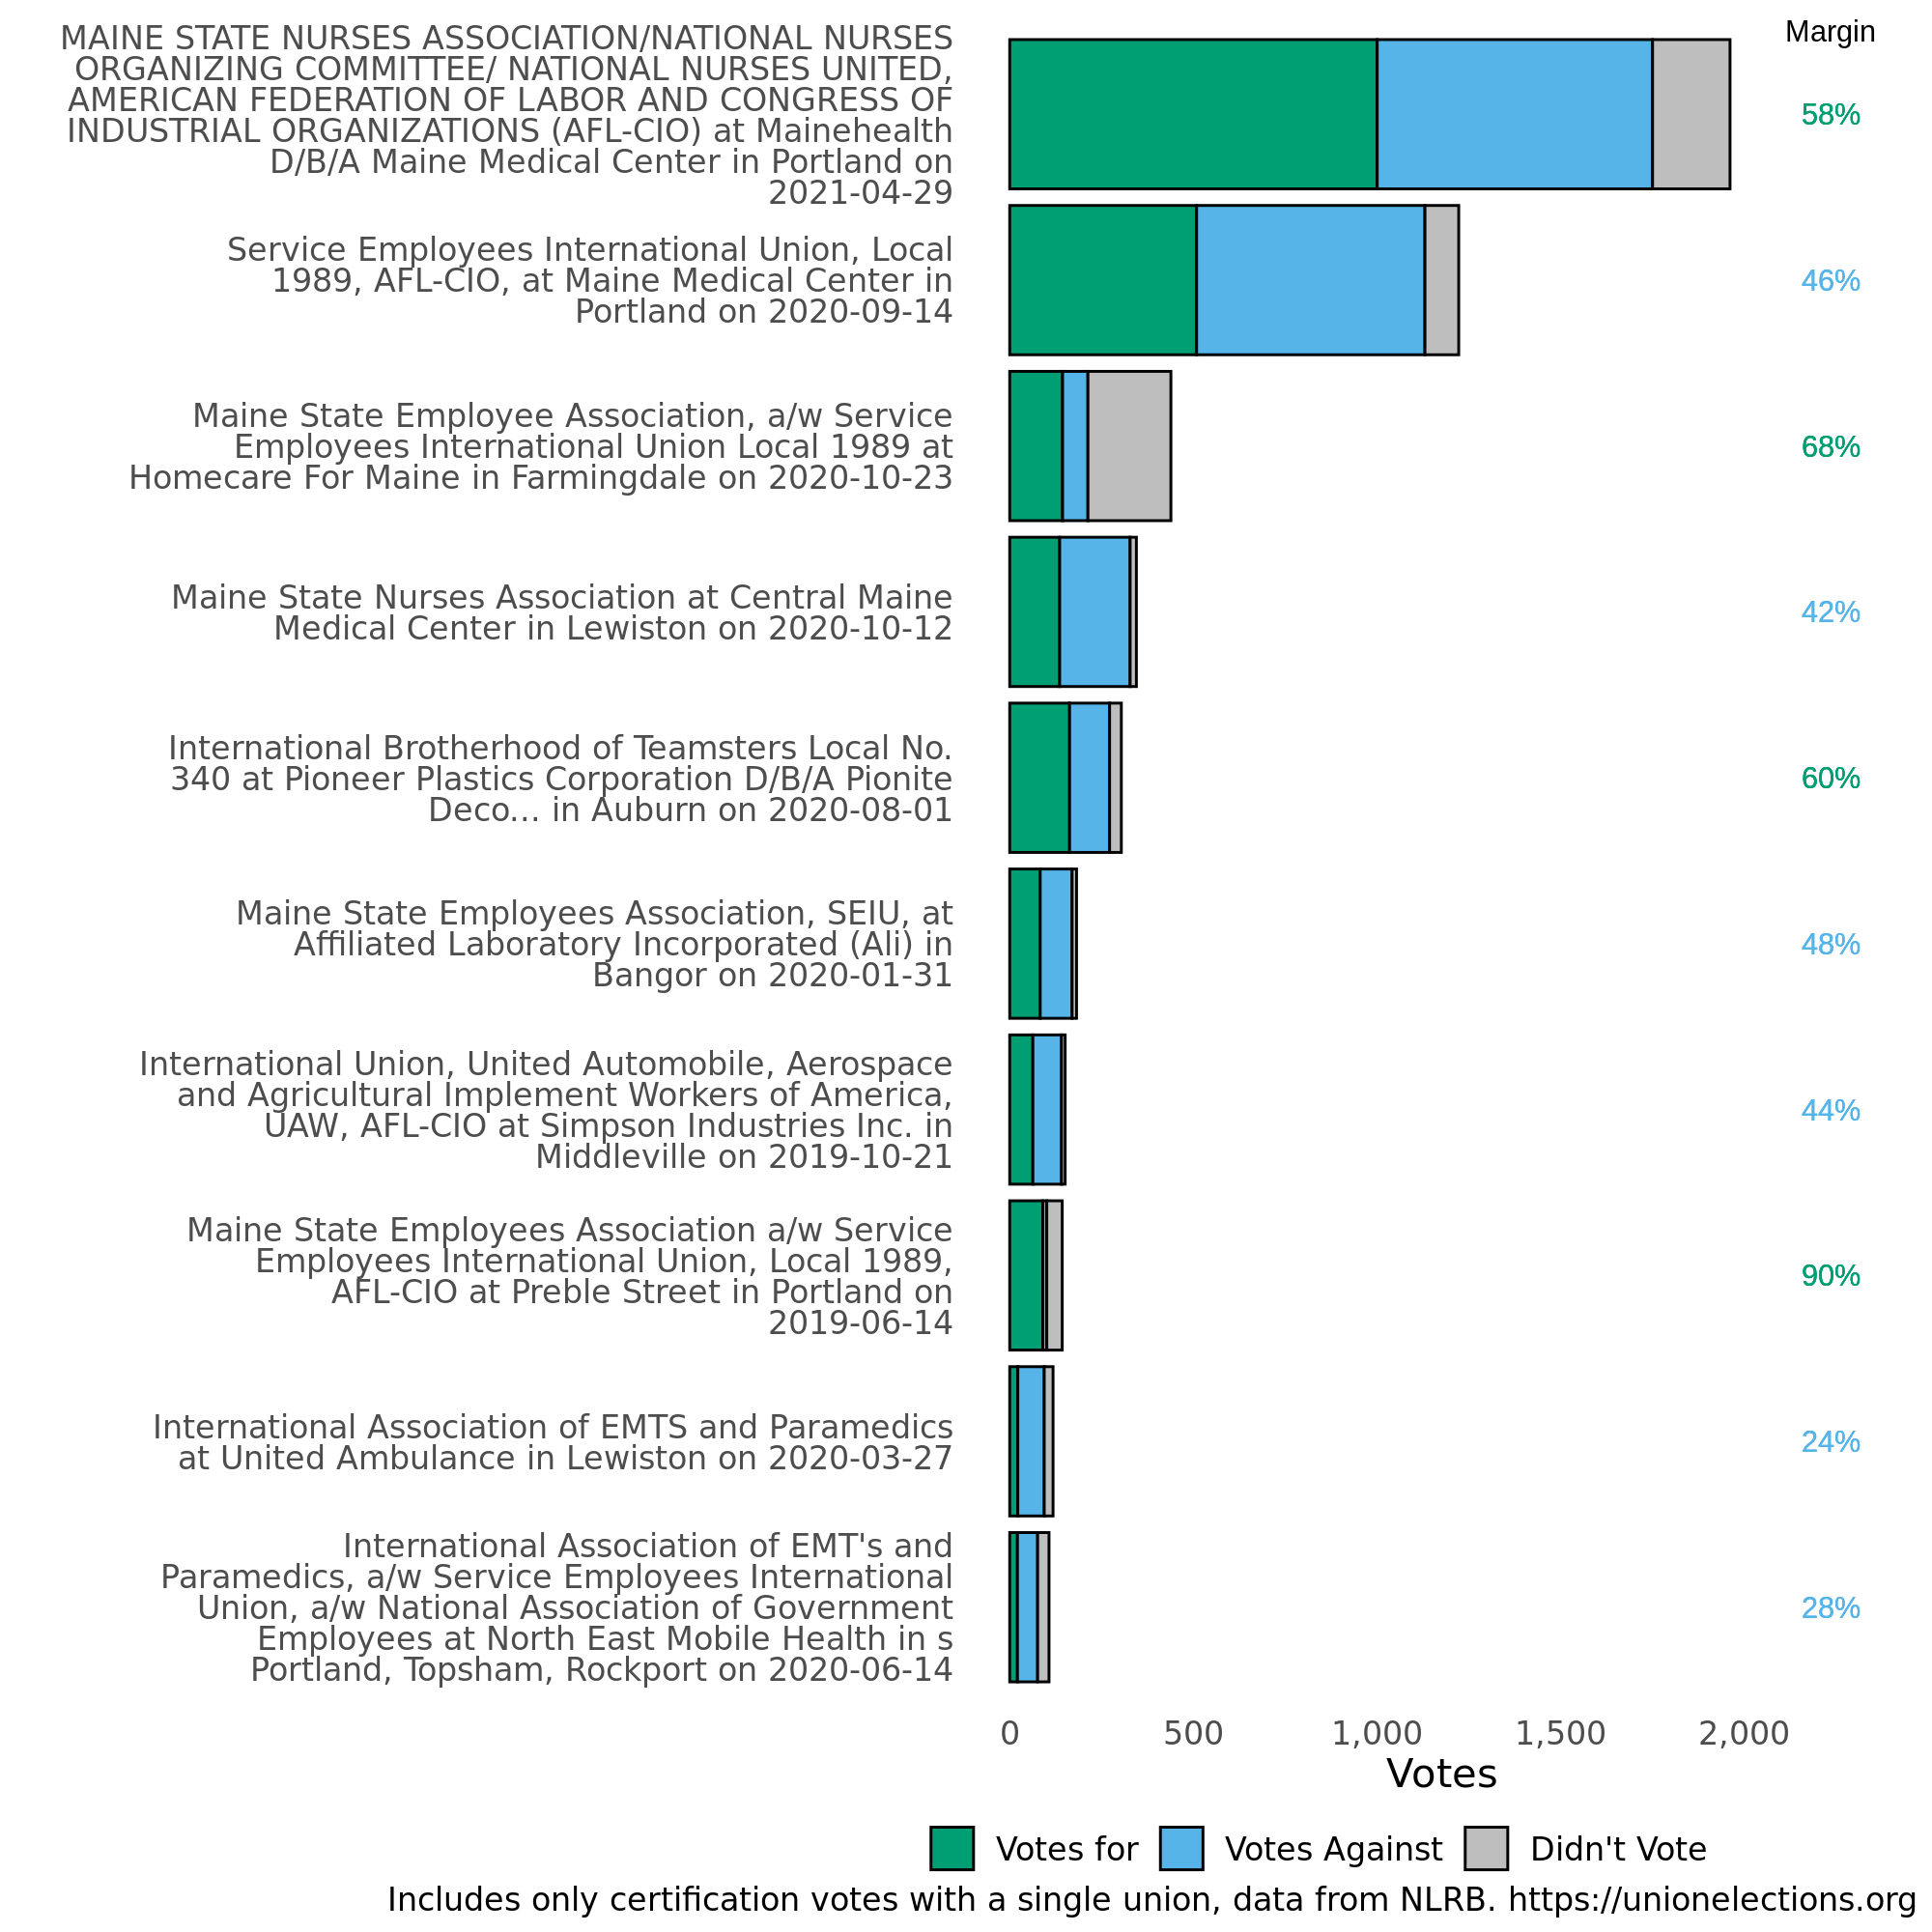 Margin
MAINE STATE NURSES ASSOCIATION/NATIONAL NURSES
ORGANIZING COMMITTEE/ NATIONAL NURSES UNITED,
AMERICAN FEDERATION OF LABOR AND CONGRESS OF
INDUSTRIAL ORGANIZATIONS (AFL-CIO) at Mainehealth
D/B/A Maine Medical Center in Portland on
2021-04-29
58%
Service Employees International Union, Local
1989, AFL-CIO, at Maine Medical Center in
Portland on 2020-09-14
46%
Maine State Employee Association, a/w Service
Employees International Union Local 1989 at
Homecare For Maine in Farmingdale on 2020-10-23
68%
Maine State Nurses Association at Central Maine
Medical Center in Lewiston on 2020-10-12
42%
International Brotherhood of Teamsters Local No.
340 at Pioneer Plastics Corporation D/B/A Pionite
Deco... in Auburn on 2020-08-01
60%
Maine State Employees Association, SEIU, at
Affiliated Laboratory Incorporated (Ali) in
Bangor on 2020-01-31
48%
International Union, United Automobile, Aerospace
and Agricultural Implement Workers of America,
UAW, AFL-CIO at Simpson Industries Inc. in
Middleville on 2019-10-21
44%
Maine State Employees Association a/w Service
Employees International Union, Local 1989,
AFL-CIO at Preble Street in Portland on
2019-06-14
90%
International Association of EMTS and Paramedics
at United Ambulance in Lewiston on 2020-03-27
24%
International Association of EMT's and
Paramedics, a/w Service Employees International
Union, a/w National Association of Government
Employees at North East Mobile Health in s
Portland, Topsham, Rockport on 2020-06-14
28%
0 500 1,000 1,500 2,000
Votes
Votes for Votes Against Didn't Vote
Includes only certification votes with a single union, data from NLRB. https://unionelections.org